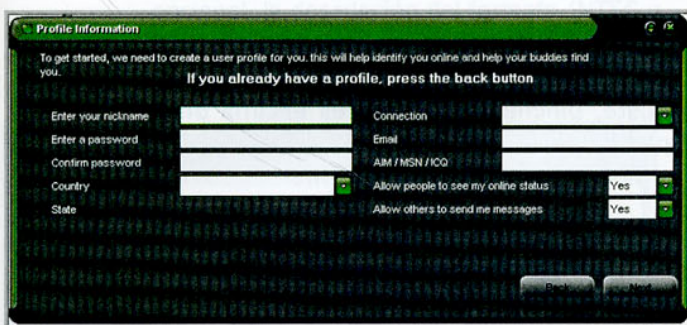 Profile Information
To get started, we need to create a user profile for you. this will help identify you online and help your buddies find
you.
If you already have a profile, press the back button
Enter your nickname
Connection
Enter a password
Email
Confirm password
AIM / MSN / ICQ
Country
Allow people to see my online status Yes
State
Allow others to send me messages Yes
Back Next